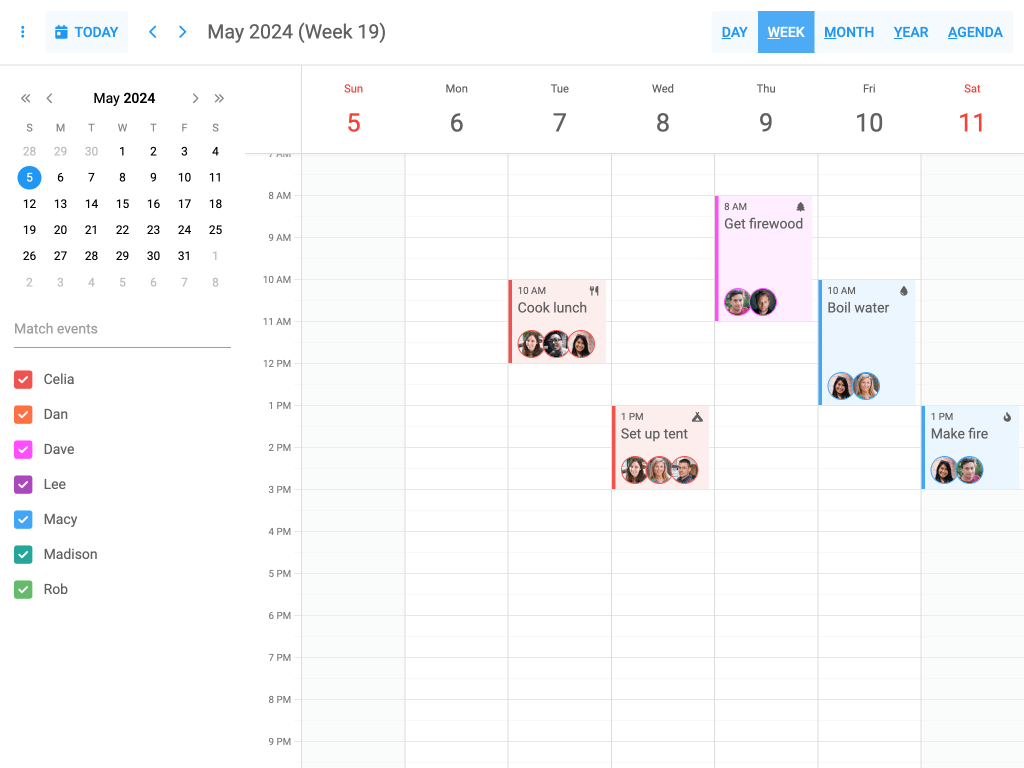 TODAY
May 2024 (Week 19)
DAY WEEK MONTH YEAR AGENDA
May 2024
S M T W T F S
28 29 30 1 2 3 4
5 6 7 8 9 10 11
12 13 14 15 16 17 18
19 20 21 22 23 24 25
26 27 28 29 30 31 1
2 3 4 5 6 7 8
Match events
Celia
Dan
Dave
Lee
Macy
Madison
Rob
Sun Mon Tue Wed Thu Fri Sat
5 6 7 8 9 10 11
7 AM
8 AM
9 AM
10 AM
11 AM
12 PM
1 PM
2 PM
3 PM
4 PM
5 PM
6 PM
7 PM
8 PM
9 PM
10 AM
Cook lunch
1 PM
Set up tent
8 AM
Get firewood
10 AM
Boil water
1 PM
Make fire